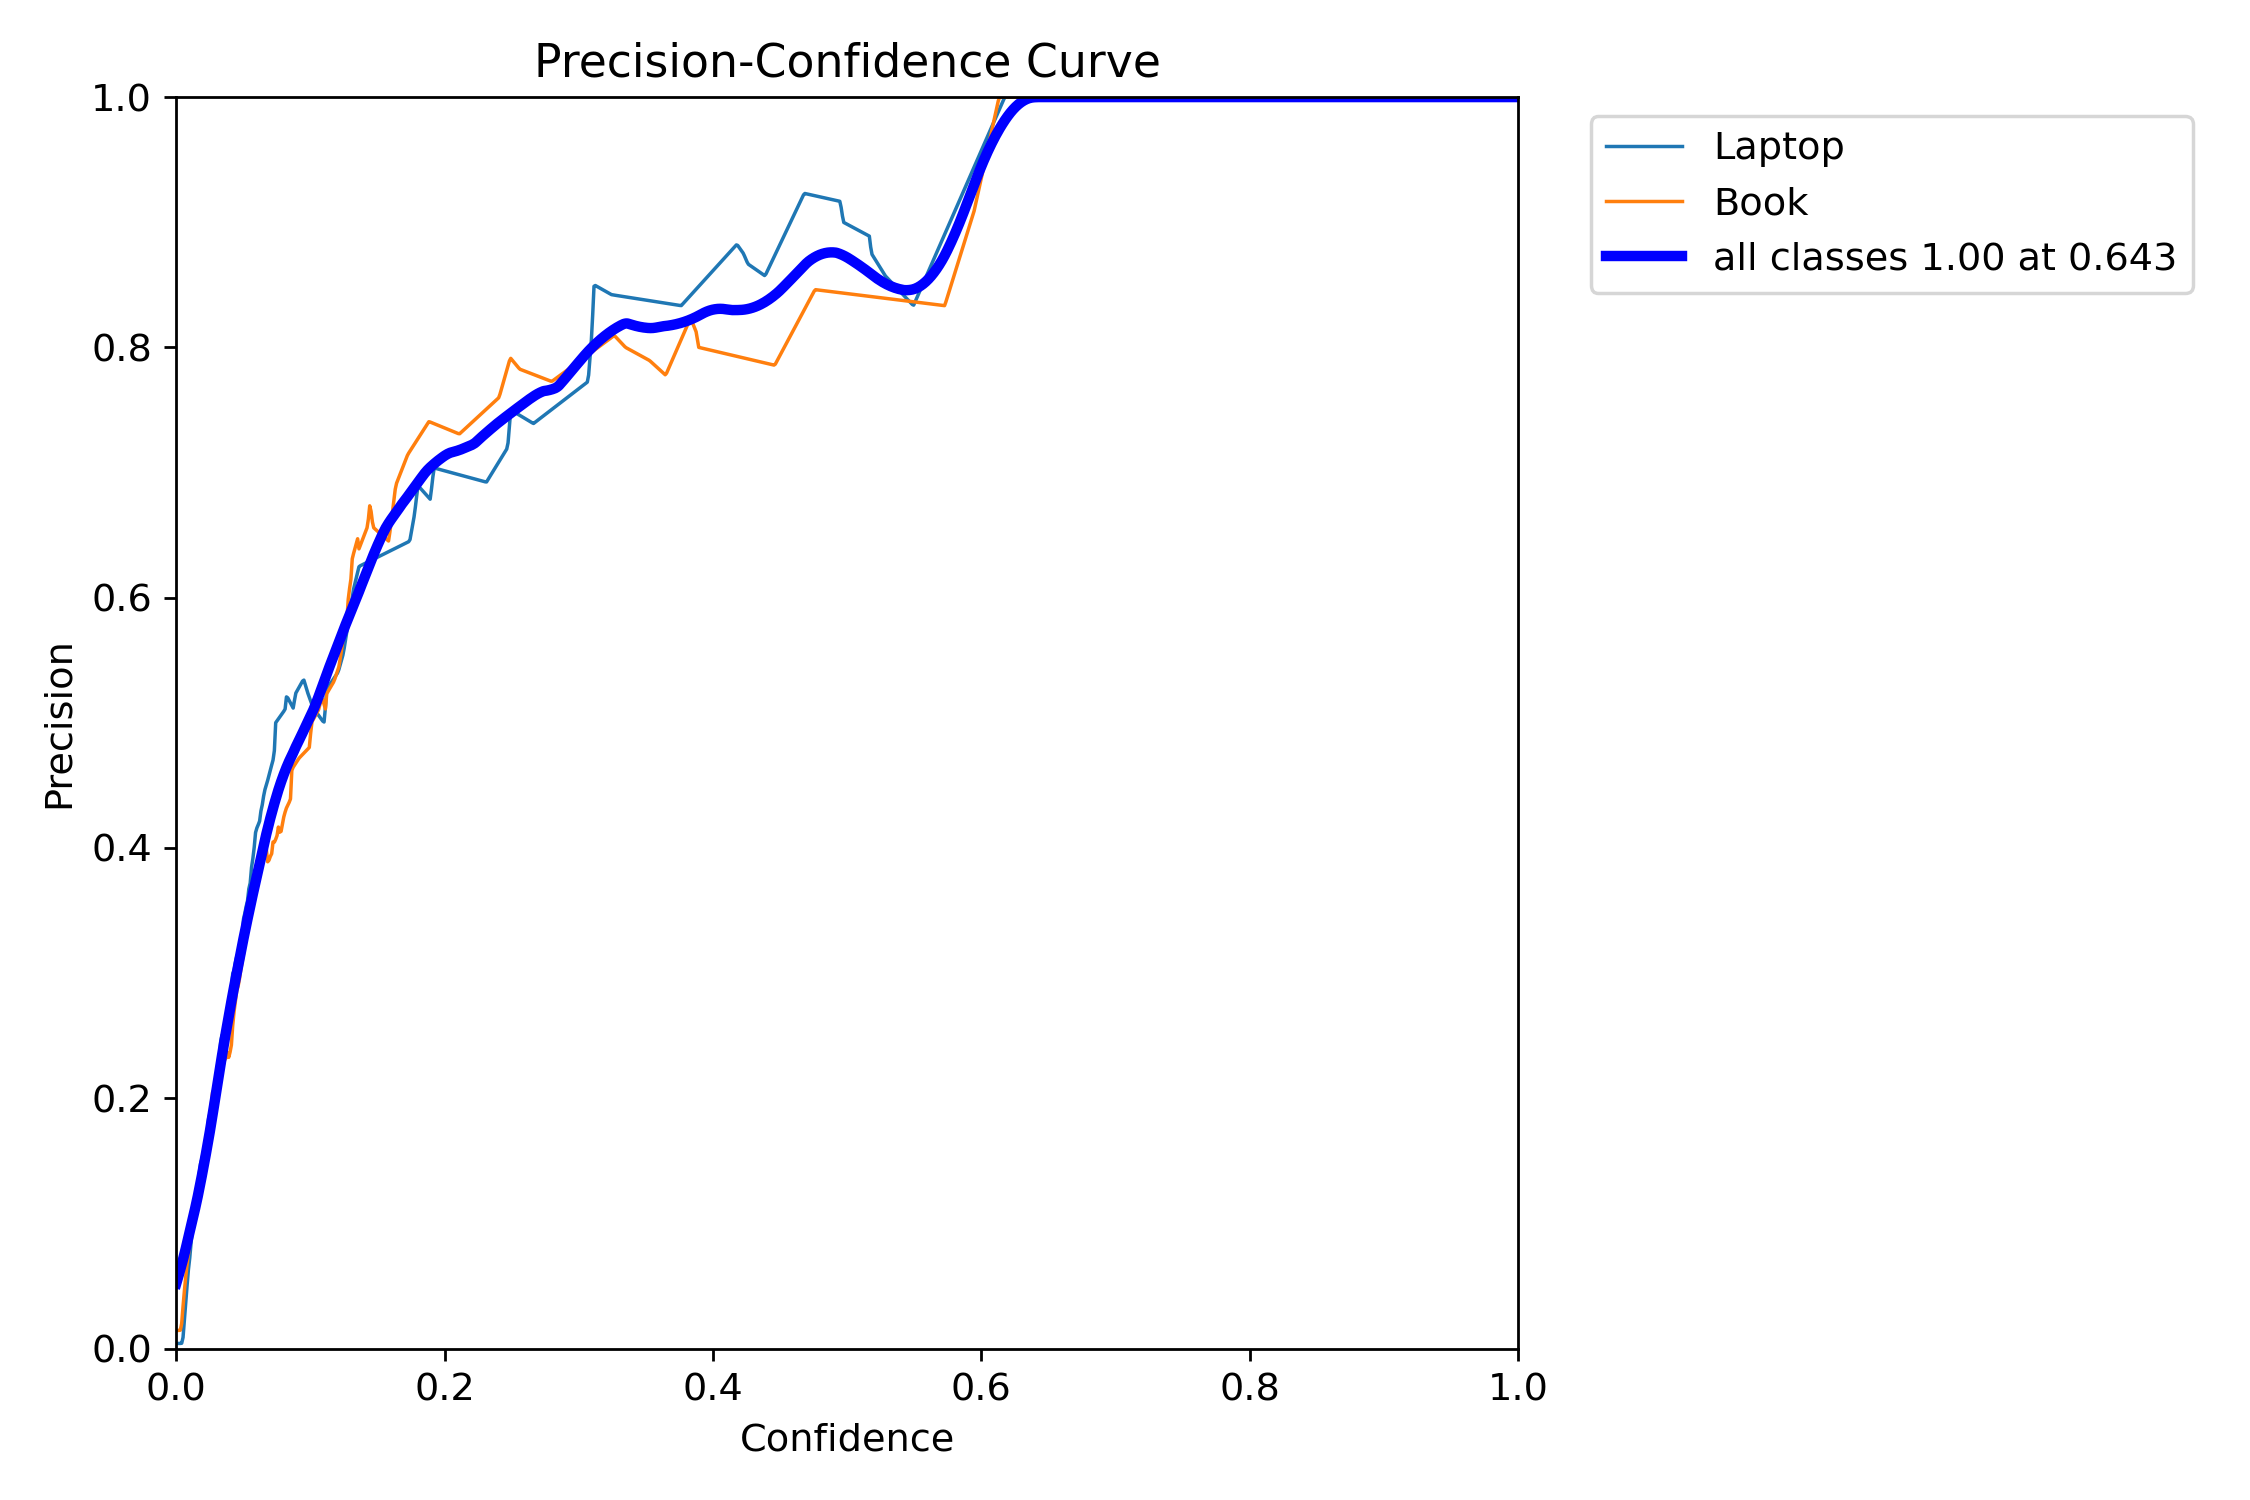 Precision-Confidence Curve
1.0
0.8
0.6
0.4
0.2
0.0
Precision
0.0 0.2 0.4 0.6 0.8 1.0
Confidence
Laptop
Book
all classes 1.00 at 0.643